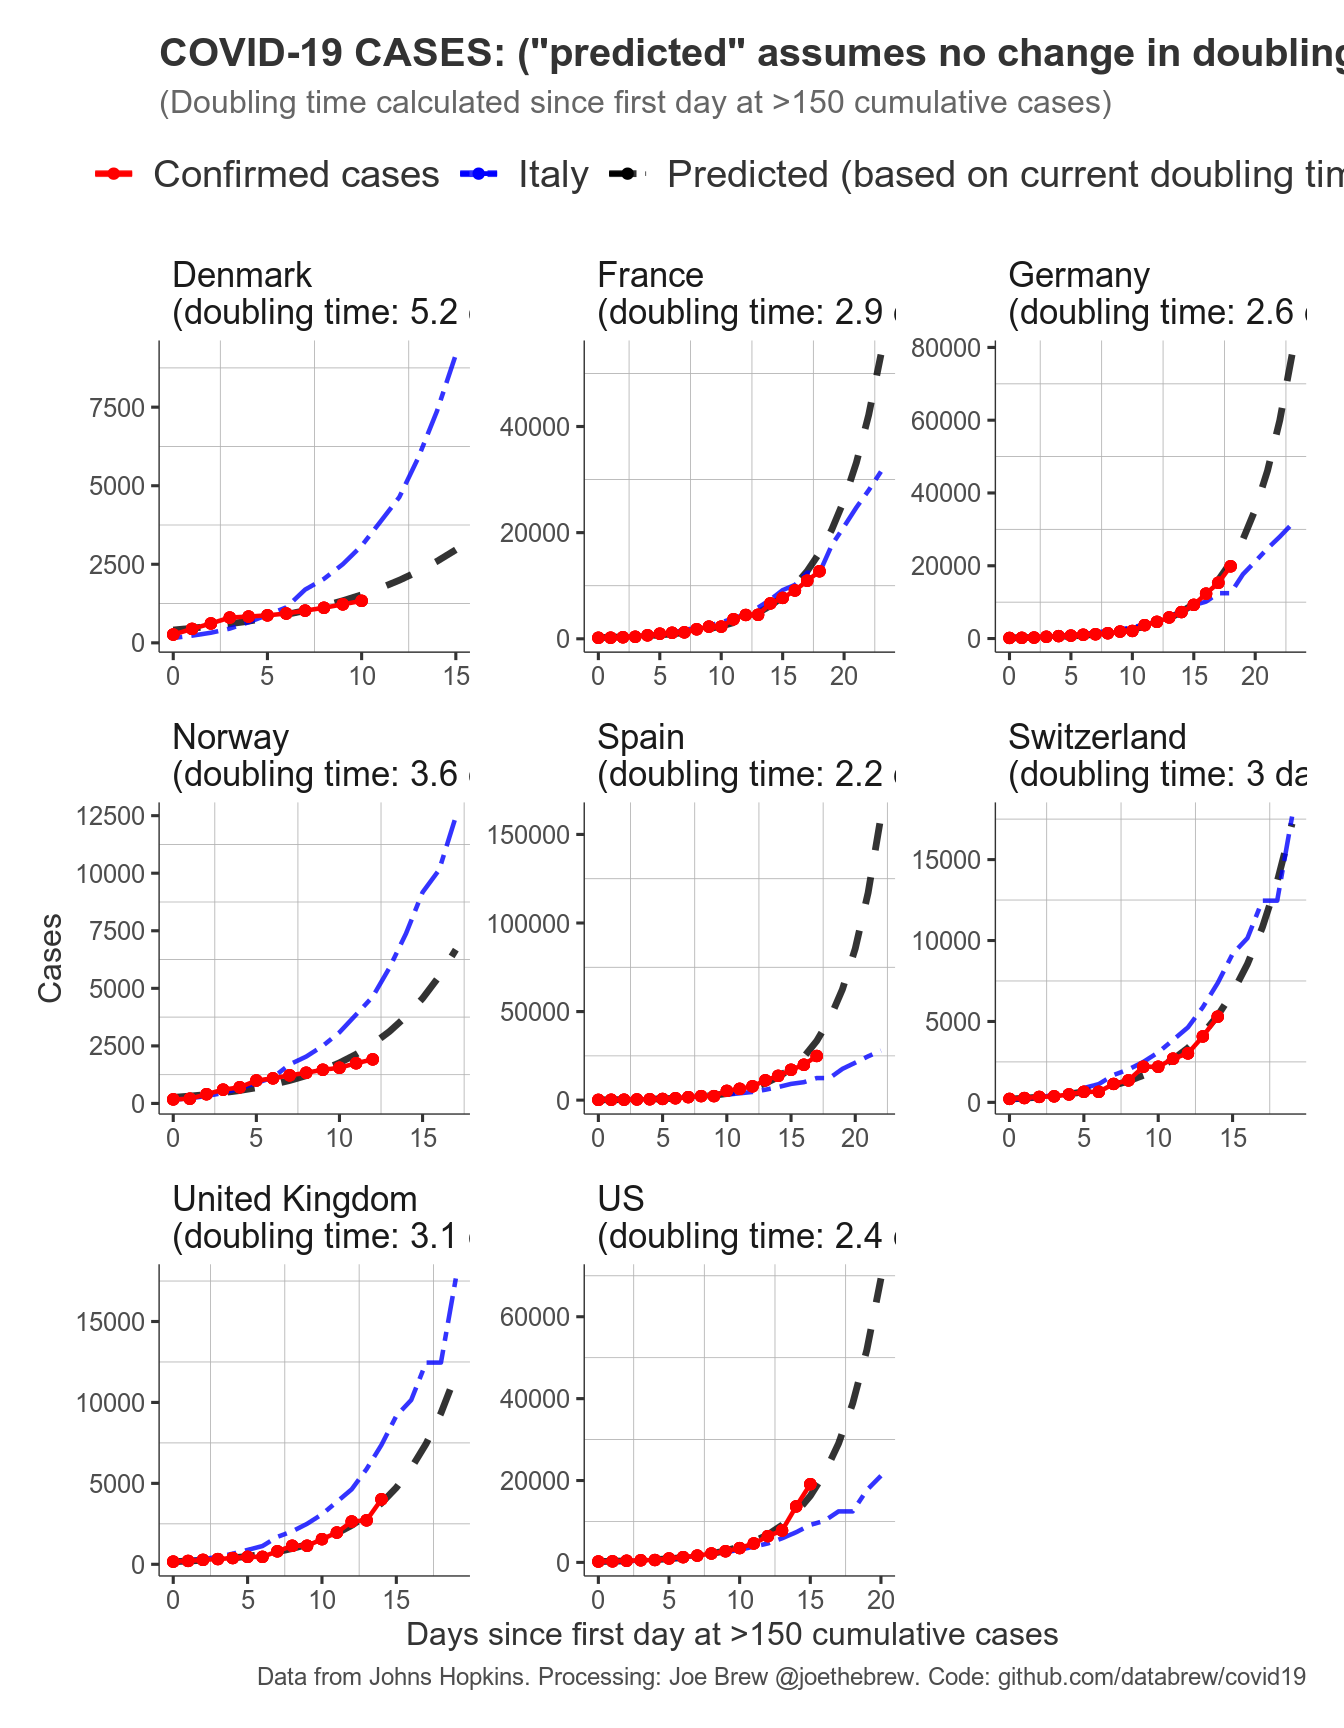 COVID-19 CASES: ("predicted" assumes no change in doubling
(Doubling time calculated since first day at >150 cumulative cases)
Confirmed cases Italy Predicted (based on current doubling
Denmark
(doubling time: 5.2
France
(doubling time: 2.9
Germany
(doubling time: 2.6
7500
5000
2500
0
0 5 10 15
40000
20000
0
0 5 10 15 20
80000
60000
40000
20000
0
0 5 10 15 20
Norway
(doubling time: 3.6
Spain
(doubling time: 2.2
Switzerland
(doubling time: 3
Cases
12500
10000
7500
5000
2500
0
0 5 10 15
150000
100000
50000
0
0 5 10 15 20
15000
10000
5000
0
0 5 10 15
United Kingdom
(doubling time: 3.1
US
(doubling time: 2.4
15000
10000
5000
0
0 5 10 15
60000
40000
20000
0
0 5 10 15 20
Days since first day at >150 cumulative cases
Data from Johns Hopkins. Processing: Joe Brew @joethebrew. Code: github.com/databrew/covid19